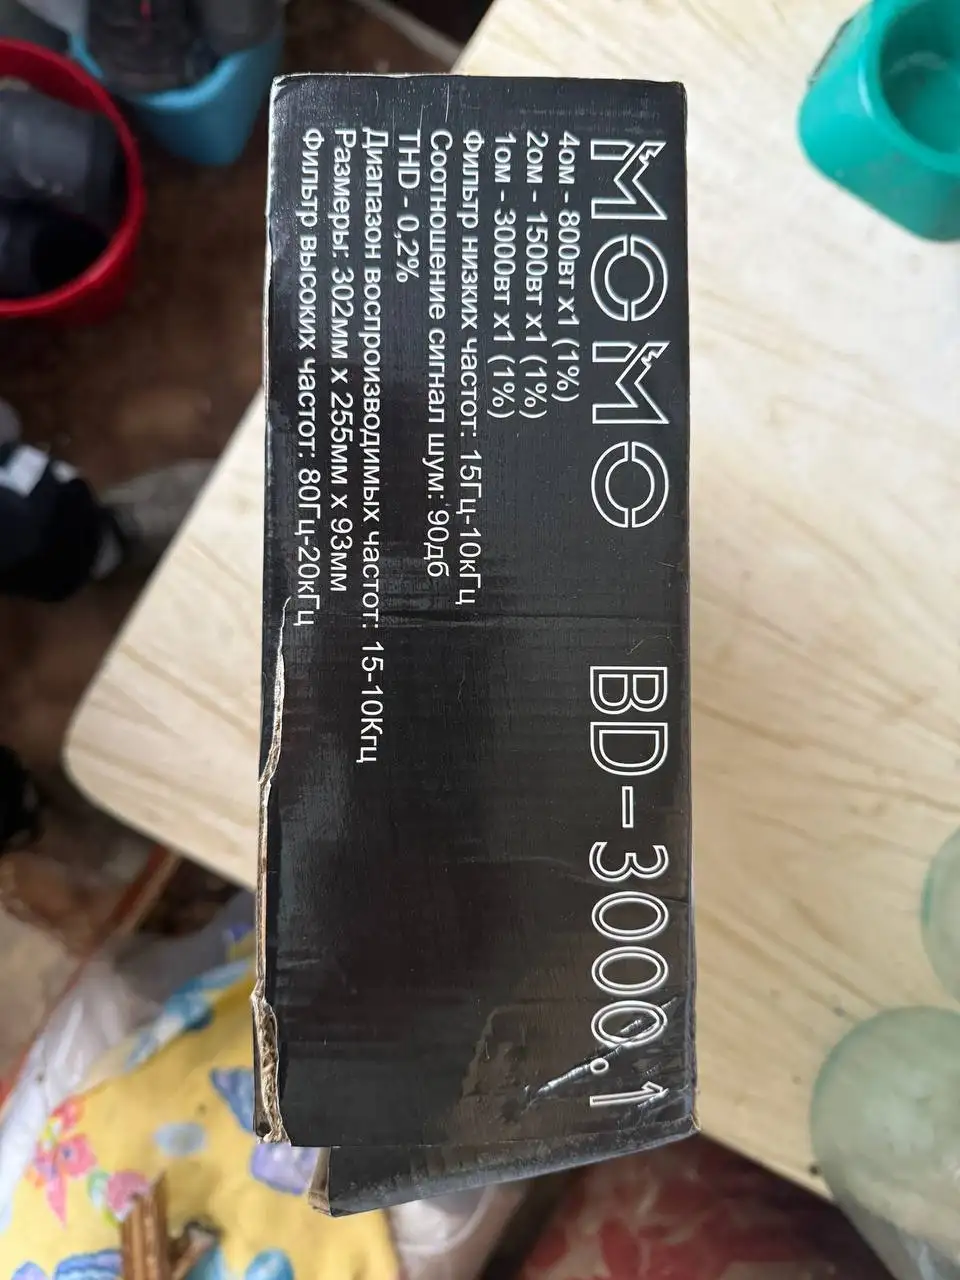 MOMO BD-3000.1
4ом - 800вт x1 (1%)
2ом - 1500вт x1 (1%)
1ом - 3000вт x1 (1%)
Фильтр низких частот: 15Гц-10кГц
Соотношение сигнал шум: 90дб
THD - 0,2%
Диапазон воспроизводимых частот: 15-10Кгц
Размеры: 302мм x 255мм x 93мм
Фильтр высоких частот: 80Гц-20кГц